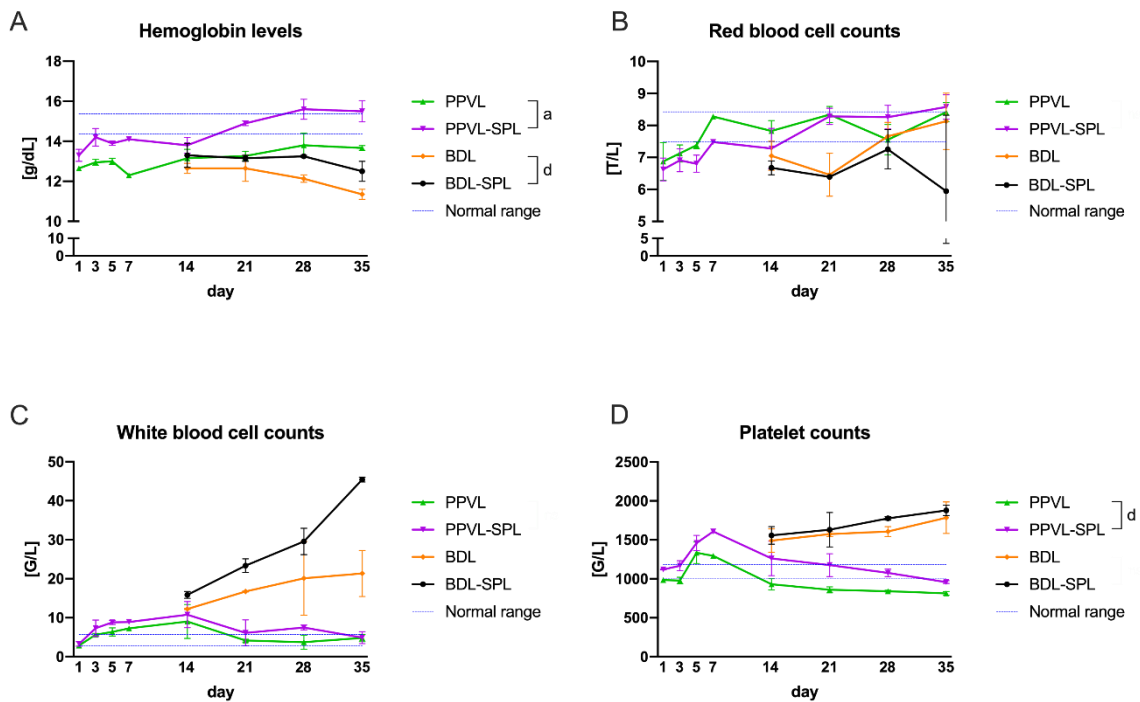 A
Hemoglobin levels
[g/dL]
18
16
14
12
10
10
0
1 3 5 7 14 21 28 35
day
PPVL
PPVL-SPL
a
BDL
BDL-SPL
d
Normal range
B
Red blood cell counts
[T/L]
10
9
8
7
6
5
5
0
1 3 5 7 14 21 28 35
day
PPVL
PPVL-SPL
BDL
BDL-SPL
Normal range
C
White blood cell counts
[G/L]
50
40
30
20
10
0
1 3 5 7 14 21 28 35
day
PPVL
PPVL-SPL
BDL
BDL-SPL
Normal range
D
Platelet counts
[G/L]
2500
2000
1500
1000
500
0
1 3 5 7 14 21 28 35
day
PPVL
PPVL-SPL
d
BDL
BDL-SPL
Normal range